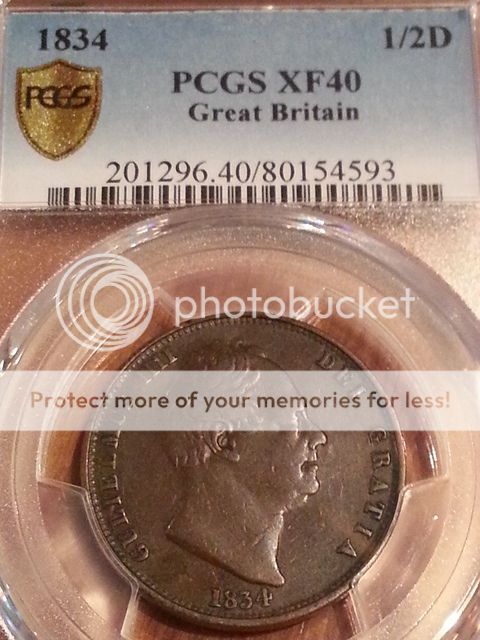 1834 1/2D
PCGS XF40
PCGS
Great Britain
201296.40/80154593
photobucket
Protect more of your memories for less!
GRATIA
1834